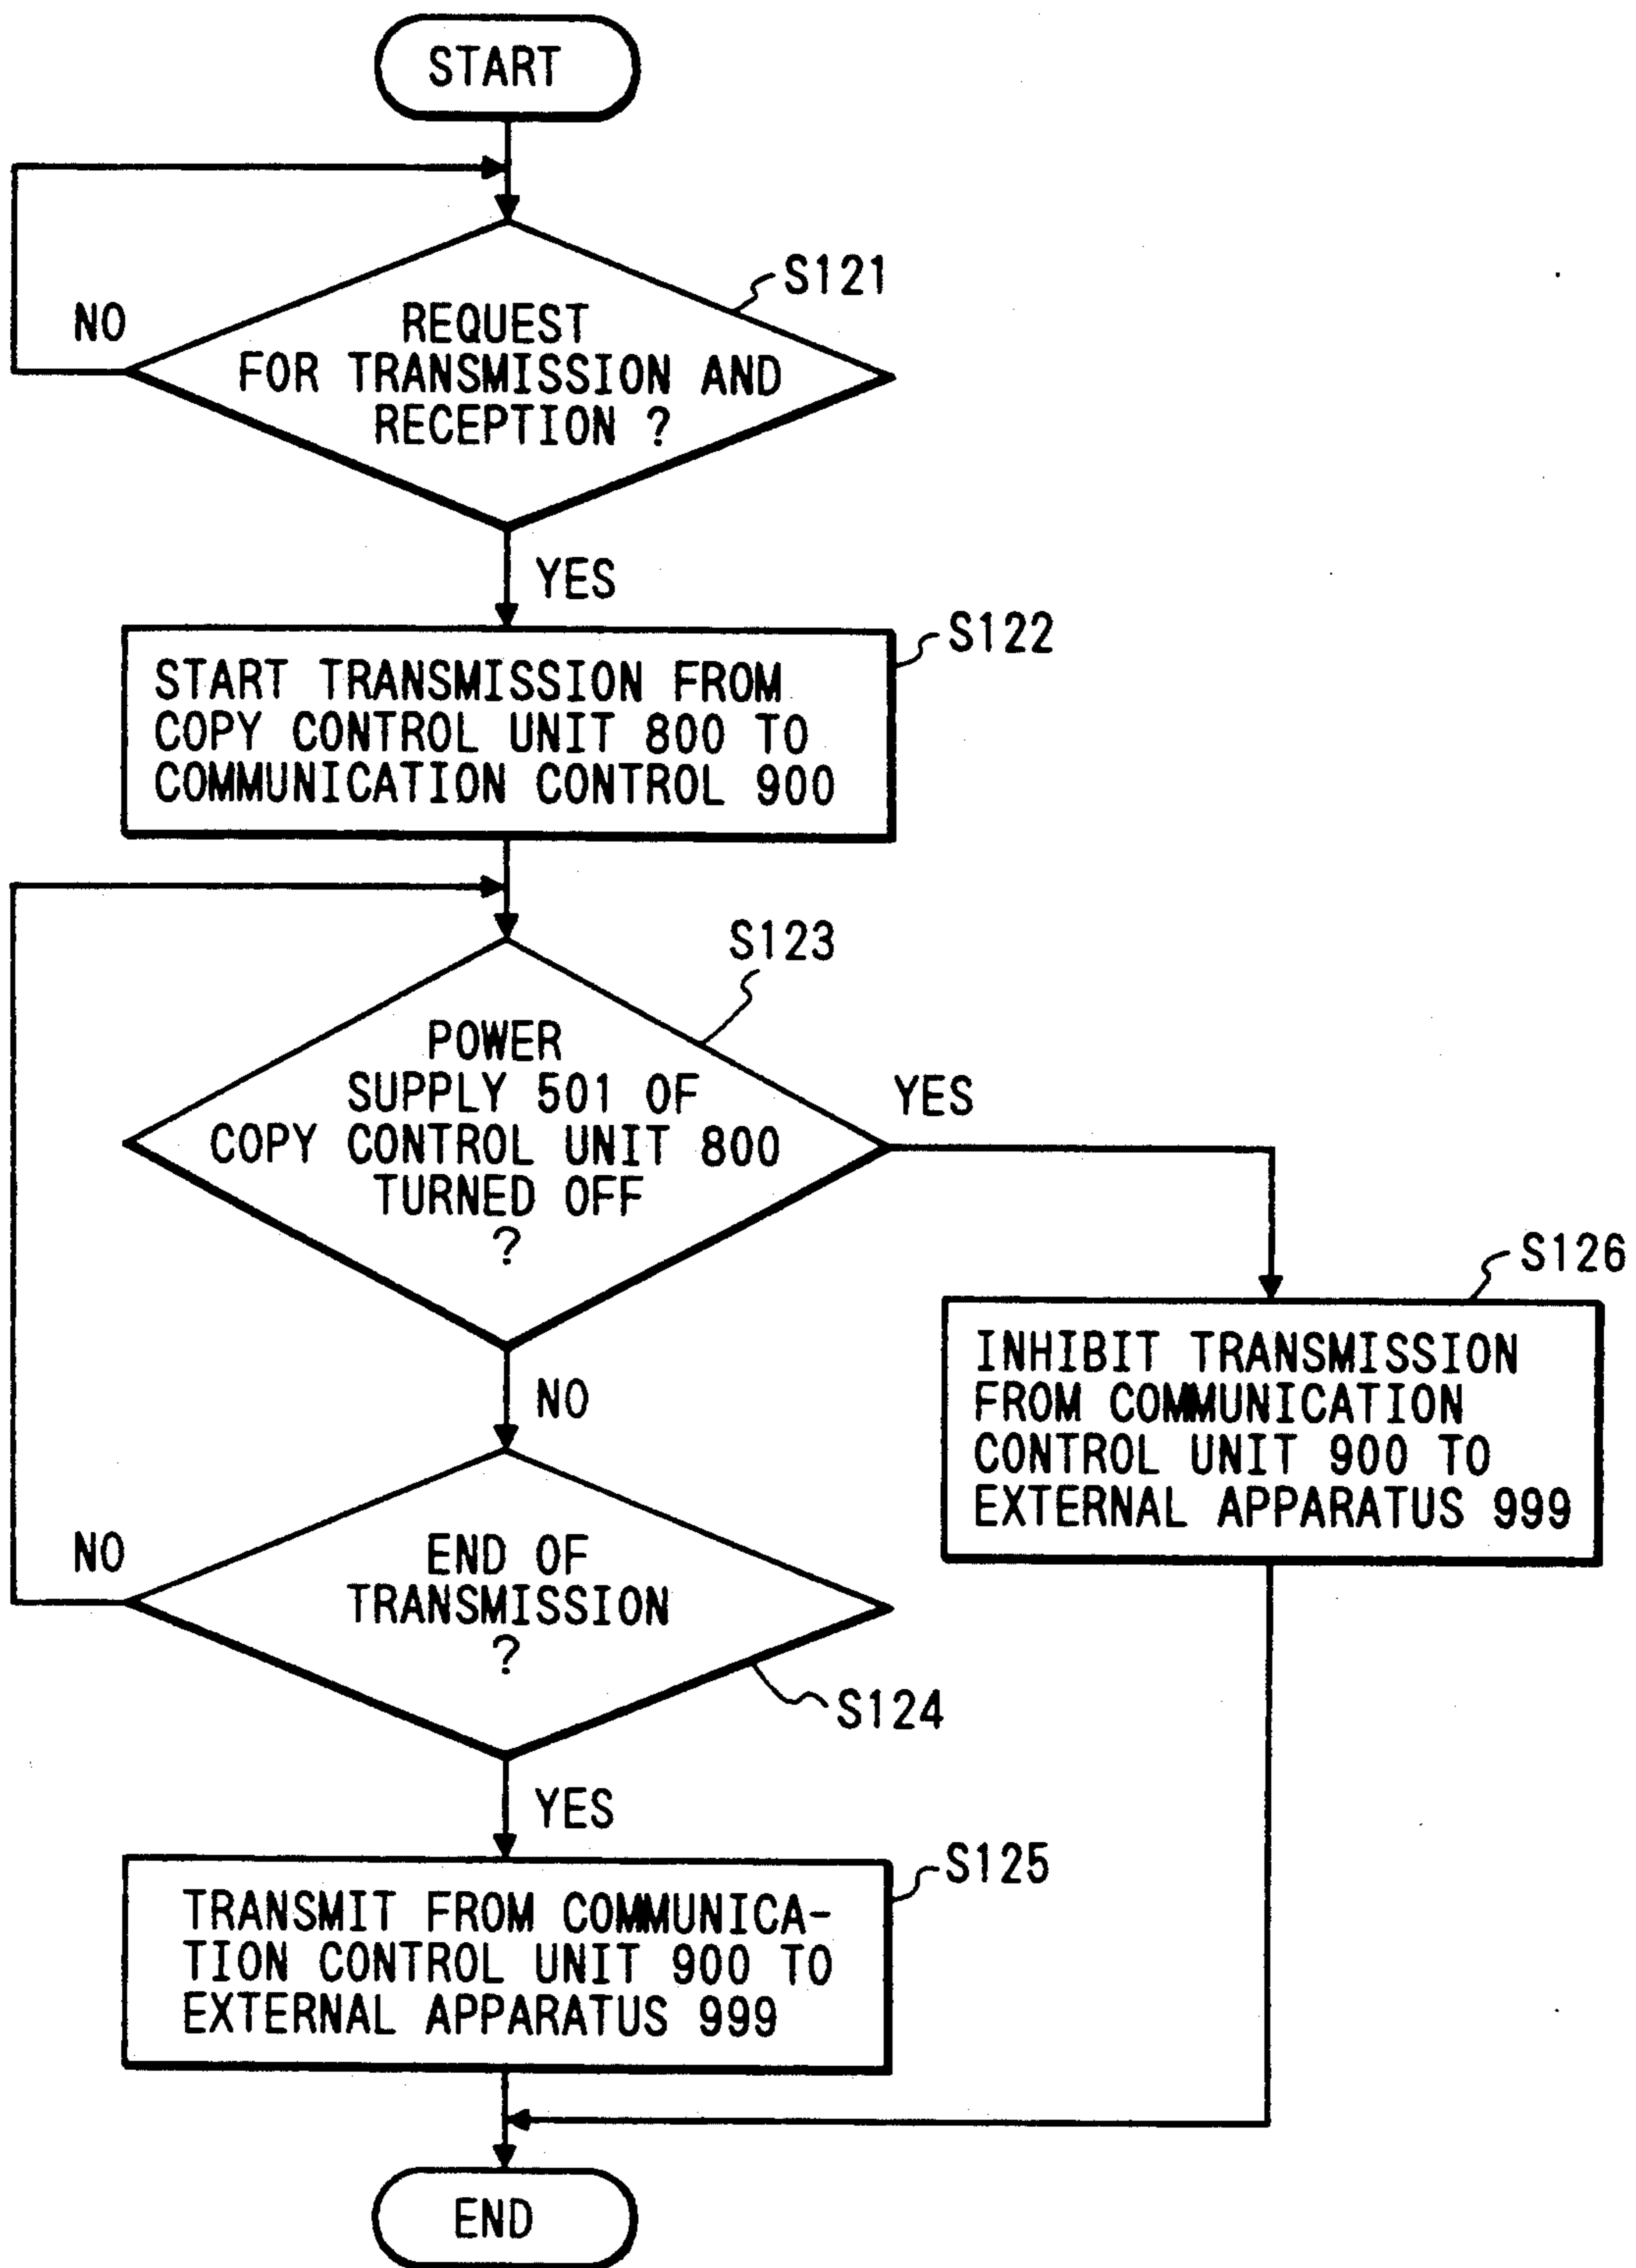 START
S121
NO
REQUEST
FOR TRANSMISSION AND
RECEPTION ?
YES
S122
START TRANSMISSION FROM
COPY CONTROL UNIT 800 TO
COMMUNICATION CONTROL 900
S123
POWER
SUPPLY 501 OF
COPY CONTROL UNIT 800
TURNED OFF
?
YES
S126
INHIBIT TRANSMISSION
FROM COMMUNICATION
CONTROL UNIT 900 TO
EXTERNAL APPARATUS 999
NO
NO
END OF
TRANSMISSION
?
S124
YES
S125
TRANSMIT FROM COMMUNICA-
TION CONTROL UNIT 900 TO
EXTERNAL APPARATUS 999
END